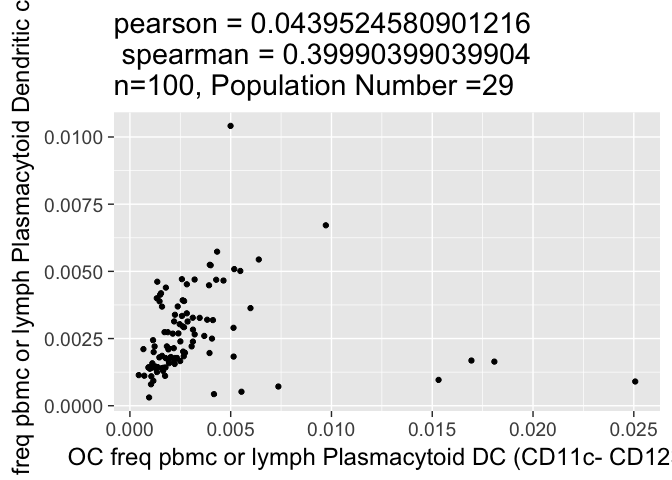 pearson = 0.0439524580901216
spearman = 0.39990399039904
n=100, Population Number =29
freq pbmc or lymph Plasmacytoid Dendritic c
0.0100
0.0075
0.0050
0.0025
0.0000
0.000 0.005 0.010 0.015 0.020 0.025
OC freq pbmc or lymph Plasmacytoid DC (CD11c- CD12